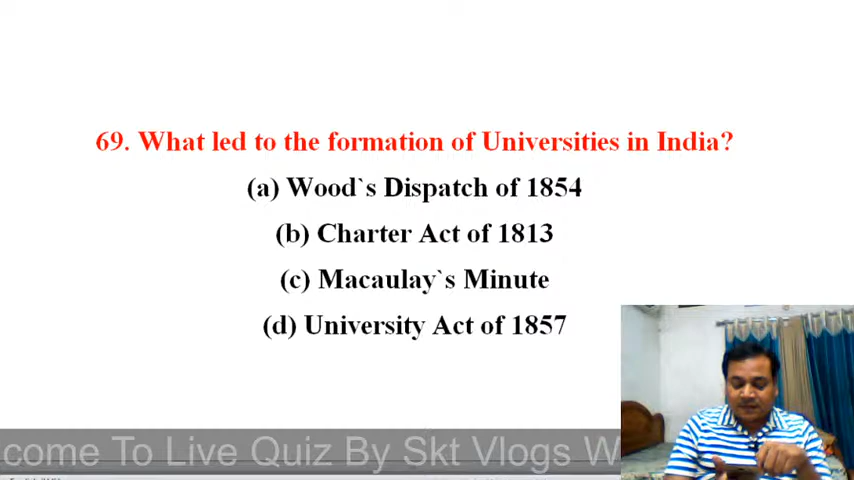 69. What led to the formation of Universities in India?
(a) Wood`s Dispatch of 1854
(b) Charter Act of 1813
(c) Macaulay`s Minute
(d) University Act of 1857
come To Live Quiz By Skt Vlogs W